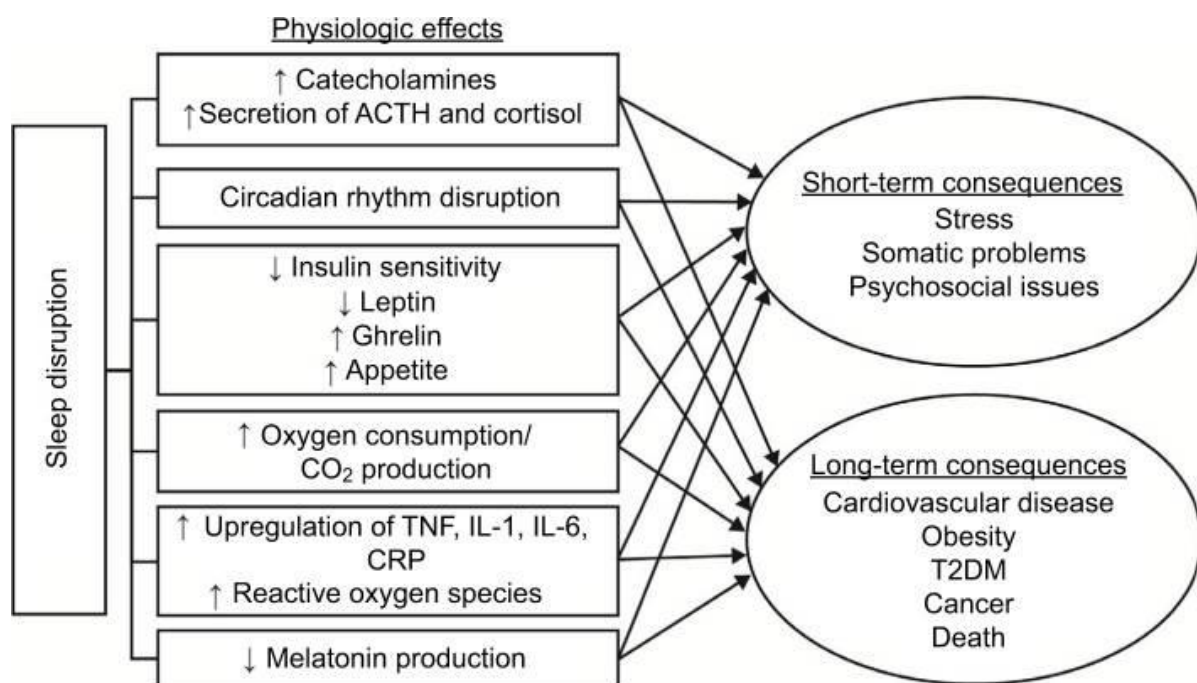 Physiologic effects
↑ Catecholamines
↑Secretion of ACTH and cortisol
Circadian rhythm disruption
↓ Insulin sensitivity
↓ Leptin
↑ Ghrelin
↑ Appetite
↑ Oxygen consumption/
CO₂ production
↑ Upregulation of TNF, IL-1, IL-6,
CRP
↑ Reactive oxygen species
↓ Melatonin production
Sleep disruption
Short-term consequences
Stress
Somatic problems
Psychosocial issues
Long-term consequences
Cardiovascular disease
Obesity
T2DM
Cancer
Death